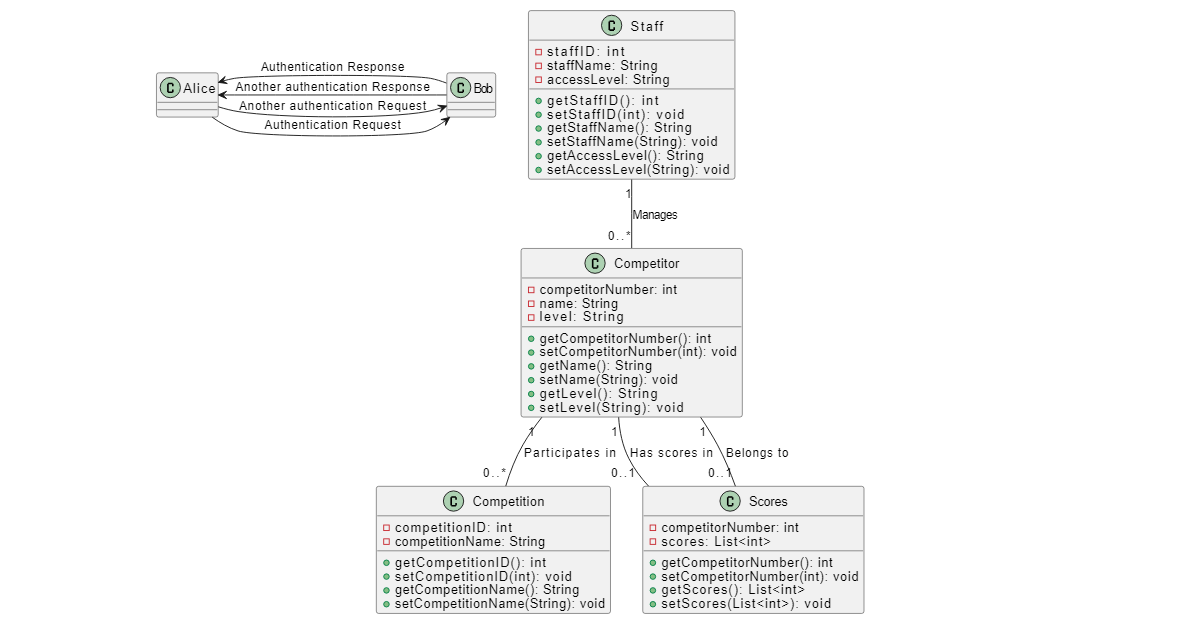 Authentication Response
Another authentication Response
Another authentication Request
Authentication Request
C Alice
C Bob
C Staff
staffID: int
staffName: String
accessLevel: String
getStaffID(): int
setStaffID(int): void
getStaffName(): String
setStaffName(String): void
getAccessLevel(): String
setAccessLevel(String): void
1
Manages
0..*
C Competitor
competitorNumber: int
name: String
level: String
getCompetitorNumber(): int
setCompetitorNumber(int): void
getName(): String
setName(String): void
getLevel(): String
setLevel(String): void
1 1 1
Participates in Has scores in Belongs to
0..* 0..1 0..1
C Competition
competitionID: int
competitionName: String
getCompetitionID(): int
setCompetitionID(int): void
getCompetitionName(): String
setCompetitionName(String): void
C Scores
competitorNumber: int
scores: List<int>
getCompetitorNumber(): int
setCompetitorNumber(int): void
getScores(): List<int>
setScores(List<int>): void